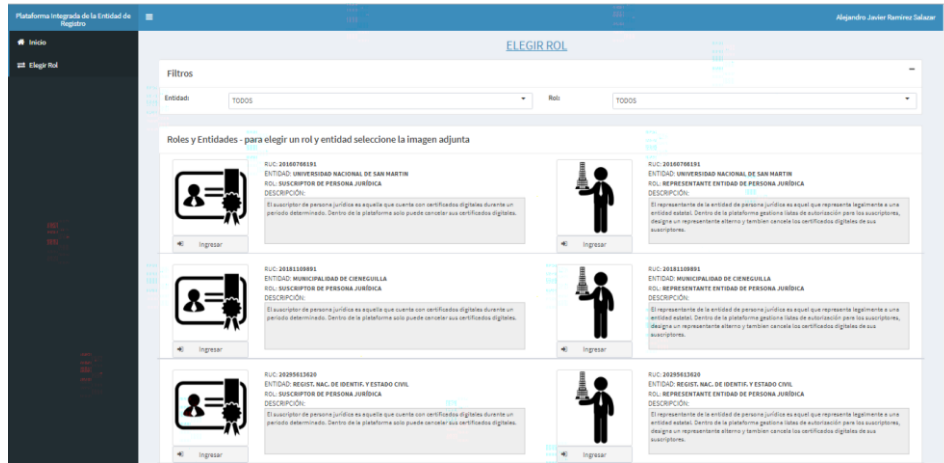 Plataforma Integrada de la Entidad de
Registro
Alejandro Javier Ramirez Salazar
Inicio
Elegir Rol
ELEGIR ROL
Filtros
Entidad:
TODOS
Rol:
TODOS
Roles y Entidades - para elegir un rol y entidad seleccione la imagen adjunta
RUC: 20160766191
ENTIDAD: UNIVERSIDAD NACIONAL DE SAN MARTIN
ROL: SUSCRIPTOR DE PERSONA JURÍDICA
DESCRIPCIÓN:
El suscriptor de persona jurídica es aquella que cuenta con certificados digitales durante un
periodo determinado. Dentro de la plataforma solo puede cancelar sus certificados digitales.
Ingresar
RUC: 20160766191
ENTIDAD: UNIVERSIDAD NACIONAL DE SAN MARTIN
ROL: REPRESENTANTE ENTIDAD DE PERSONA JURÍDICA
DESCRIPCIÓN:
El representante de la entidad de persona jurídica es aquel que representa legalmente a una
entidad estatal. Dentro de la plataforma gestiona listas de autorización para los suscriptores,
designa un representante alterno y tambien cancela los certificados digitales de sus
suscriptores.
Ingresar
RUC: 20181109891
ENTIDAD: MUNICIPALIDAD DE CIENEGUILLA
ROL: SUSCRIPTOR DE PERSONA JURÍDICA
DESCRIPCIÓN:
El suscriptor de persona jurídica es aquella que cuenta con certificados digitales durante un
periodo determinado. Dentro de la plataforma solo puede cancelar sus certificados digitales.
Ingresar
RUC: 20181109891
ENTIDAD: MUNICIPALIDAD DE CIENEGUILLA
ROL: REPRESENTANTE ENTIDAD DE PERSONA JURÍDICA
DESCRIPCIÓN:
El representante de la entidad de persona jurídica es aquel que representa legalmente a una
entidad estatal. Dentro de la plataforma gestiona listas de autorización para los suscriptores,
designa un representante alterno y tambien cancela los certificados digitales de sus
suscriptores.
Ingresar
RUC: 20295613620
ENTIDAD: REGIST. NAC. DE IDENTIF. Y ESTADO CIVIL
ROL: SUSCRIPTOR DE PERSONA JURÍDICA
DESCRIPCIÓN:
El suscriptor de persona jurídica es aquella que cuenta con certificados digitales durante un
periodo determinado. Dentro de la plataforma solo puede cancelar sus certificados digitales.
Ingresar
RUC: 20295613620
ENTIDAD: REGIST. NAC. DE IDENTIF. Y ESTADO CIVIL
ROL: REPRESENTANTE ENTIDAD DE PERSONA JURÍDICA
DESCRIPCIÓN:
El representante de la entidad de persona jurídica es aquel que representa legalmente a una
entidad estatal. Dentro de la plataforma gestiona listas de autorización para los suscriptores,
designa un representante alterno y tambien cancela los certificados digitales de sus
suscriptores.
Ingresar